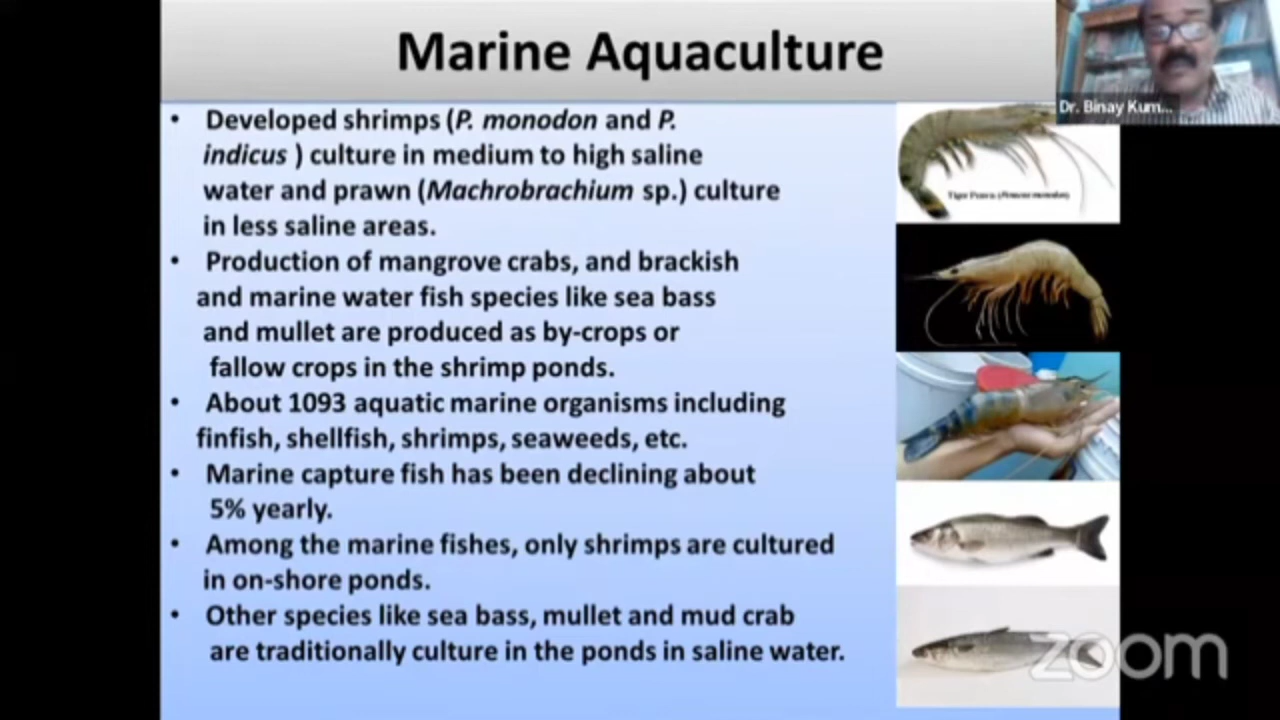 Marine Aquaculture
Dr. Binay Kum...
• Developed shrimps (P. monodon and P.
indicus ) culture in medium to high saline
water and prawn (Machrobrachium sp.) culture
in less saline areas.
• Production of mangrove crabs, and brackish
and marine water fish species like sea bass
and mullet are produced as by-crops or
fallow crops in the shrimp ponds.
• About 1093 aquatic marine organisms including
finfish, shellfish, shrimps, seaweeds, etc.
• Marine capture fish has been declining about
5% yearly.
• Among the marine fishes, only shrimps are cultured
in on-shore ponds.
• Other species like sea bass, mullet and mud crab
are traditionally culture in the ponds in saline water.
Tiger Prawn (Penaeus monodon)
zoom